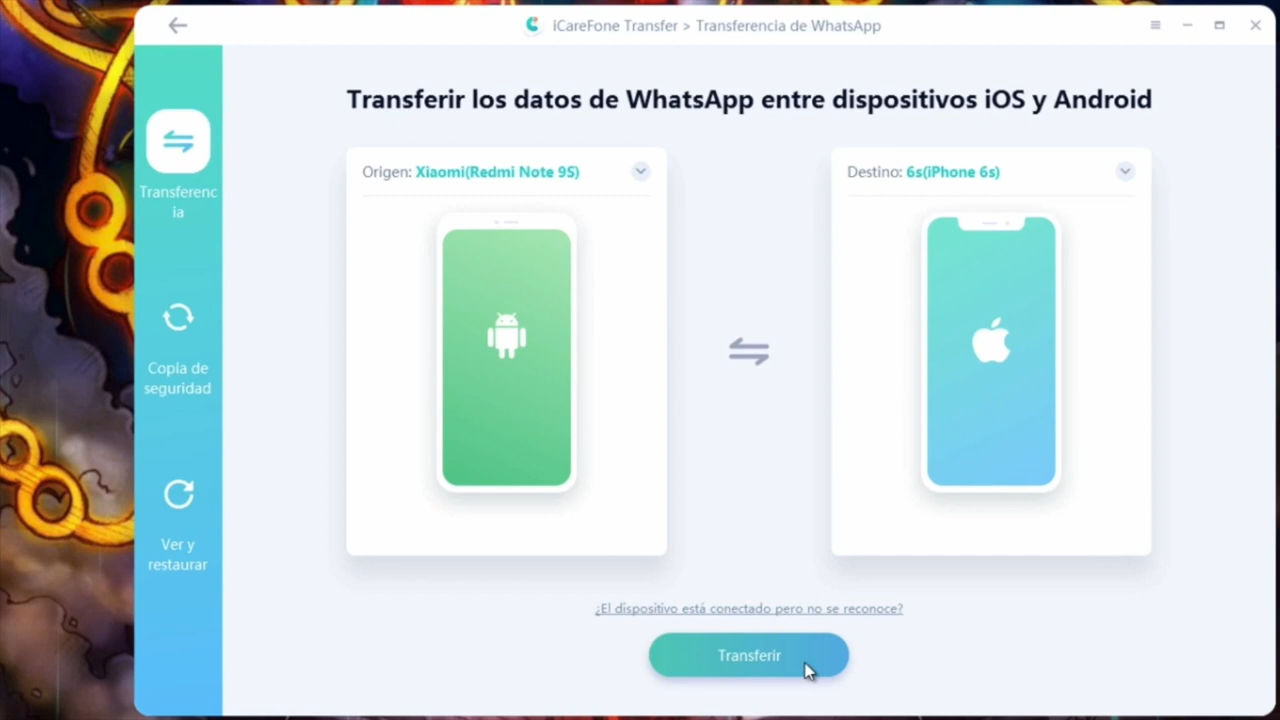 iCareFone Transfer > Transferencia de WhatsApp
Transferir los datos de WhatsApp entre dispositivos iOS y Android
Transferenc
ia
Copia de
seguridad
Ver y
restaurar
Origen: Xiaomi(Redmi Note 9S)
Destino: 6s(iPhone 6s)
¿El dispositivo está conectado pero no se reconoce?
Transferir